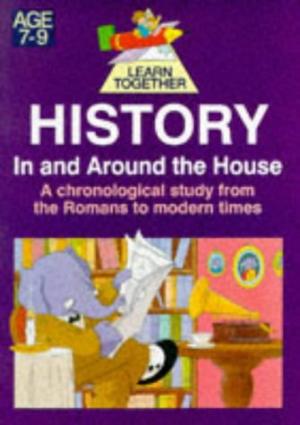 AGE
7-9
LEARN
TOGETHER
HISTORY
In and Around the House
A chronological study from
the Romans to modern times